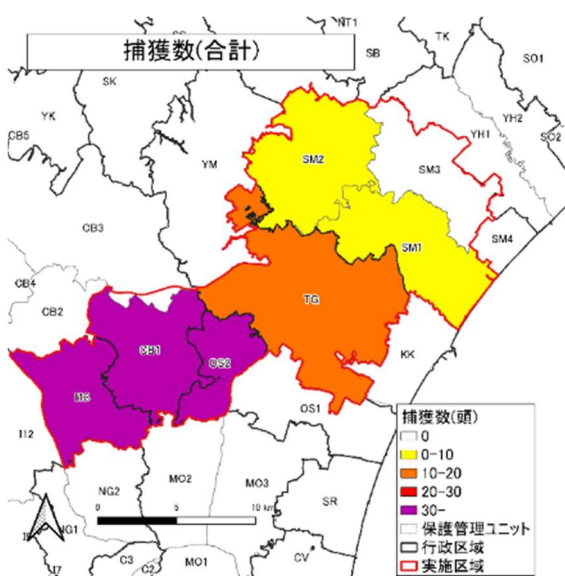 捕獲数(合計)
NT1
SB
TK
SO1
SK
YK
CB5
YM
SM2
SM3
YH1
YH2
SO2
CB3
SM1
SM4
CB4
CB2
CB1
OS2
TG
KK
OS1
I12
NG2
MO2
MO3
SR
NG1
C3
C2
MO1
CV
I7
0 5 10 km
捕獲数(頭)
0
0-10
10-20
20-30
30-
保護管理ユニット
行政区域
実施区域